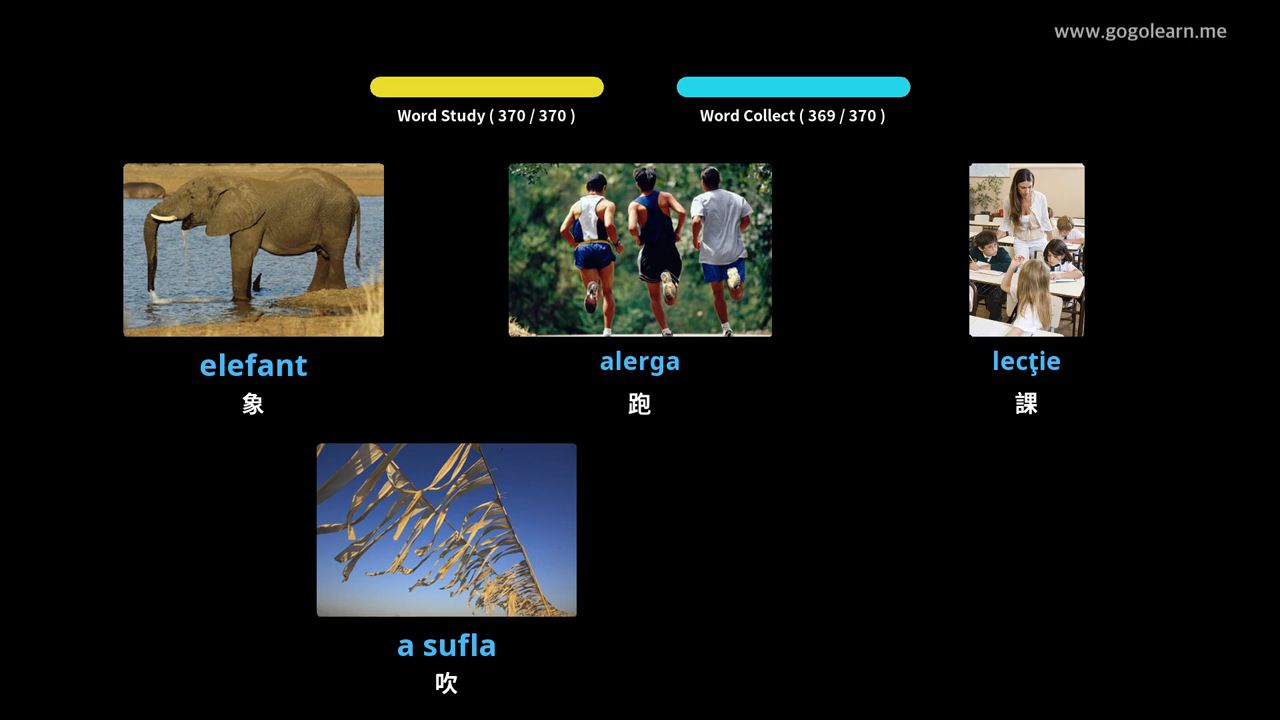 www.gogolearn.me
Word Study ( 370 / 370 )
Word Collect ( 369 / 370 )
elefant
象
alerga
跑
lecţie
課
a sufla
吹